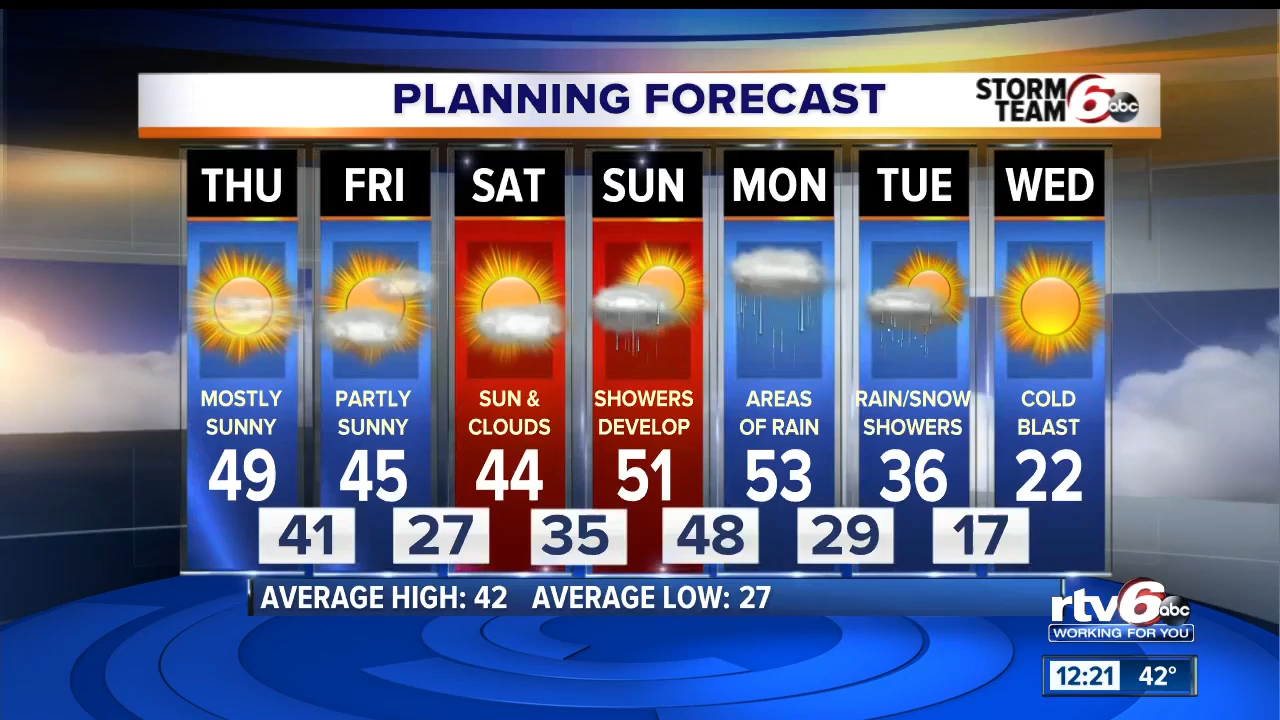 PLANNING FORECAST
STORM
TEAM 6 abc
THU FRI SAT SUN MON TUE WED
MOSTLY PARTLY SUN & SHOWERS AREAS RAIN/SNOW COLD
SUNNY SUNNY CLOUDS DEVELOP OF RAIN SHOWERS BLAST
49 45 44 51 53 36 22
41 27 35 48 29 17
AVERAGE HIGH: 42 AVERAGE LOW: 27
rtv6 abc
WORKING FOR YOU
12:21 42°